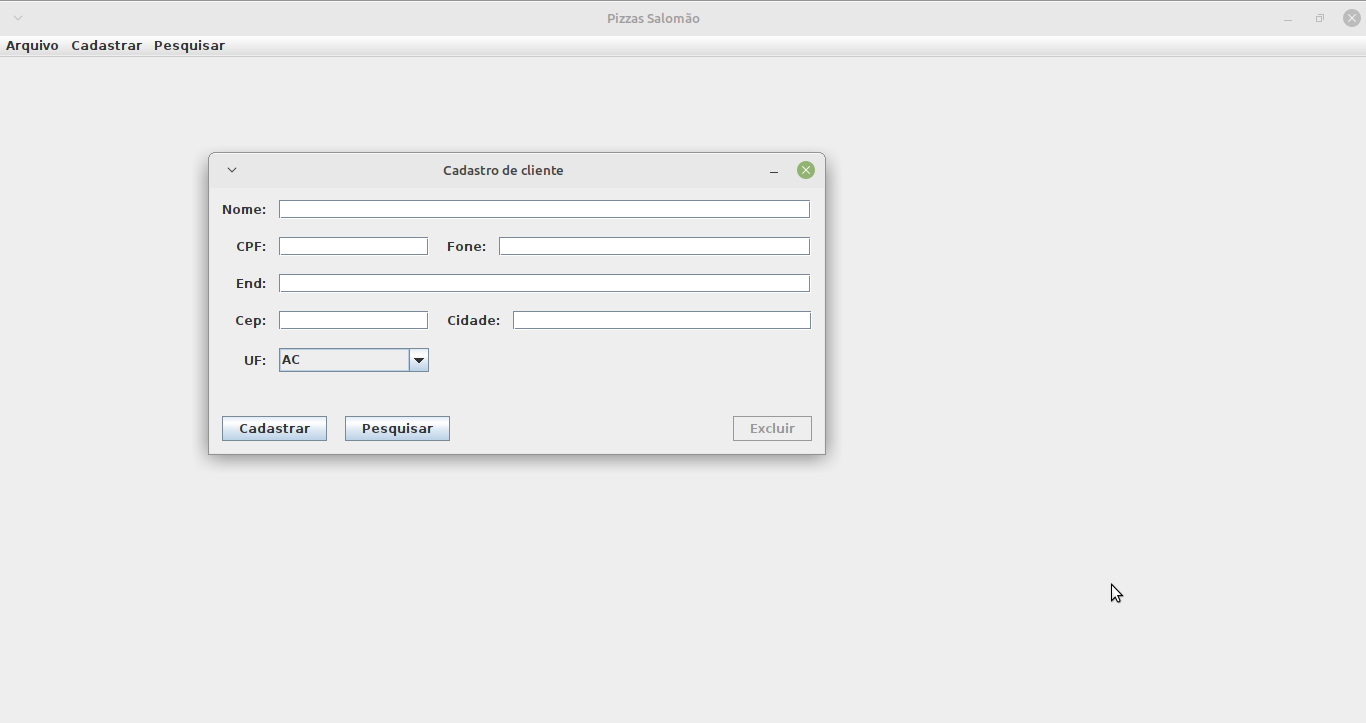 Pizzas Salomão
Arquivo Cadastrar Pesquisar
Cadastro de cliente
Nome:
CPF: Fone:
End:
Cep: Cidade:
UF: AC
Cadastrar Pesquisar Excluir